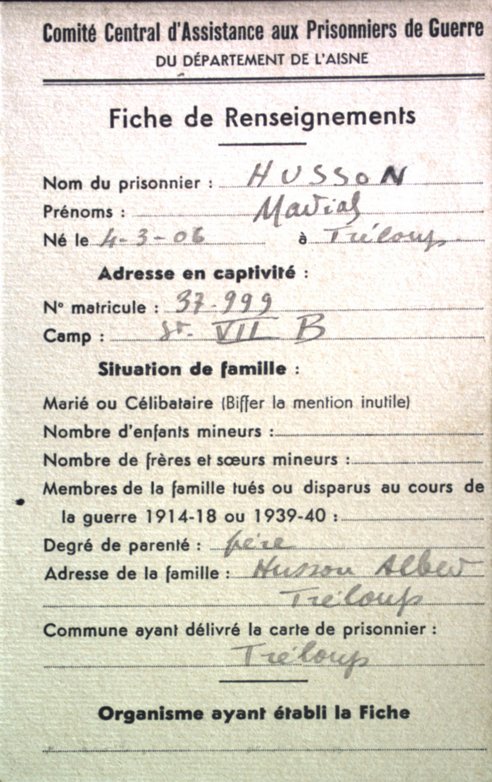 Comité Central d'Assistance aux Prisonniers de Guerre
DU DÉPARTEMENT DE L'AISNE
Fiche de Renseignements
Nom du prisonnier : HUSSON
Prénoms : Martial
Né le 4-3-06 à Tréloup
Adresse en captivité :
Nº matricule : 37-999
Camp : St. VII B
Situation de famille :
Marié ou Célibataire (Biffer la mention inutile)
Nombre d'enfants mineurs :
Nombre de frères et sœurs mineurs :
Membres de la famille tués ou disparus au cours de
la guerre 1914-18 ou 1939-40 :
Degré de parenté : père
Adresse de la famille : Husson Albert
Tréloup
Commune ayant délivré la carte de prisonnier :
Tréloup
Organisme ayant établi la Fiche